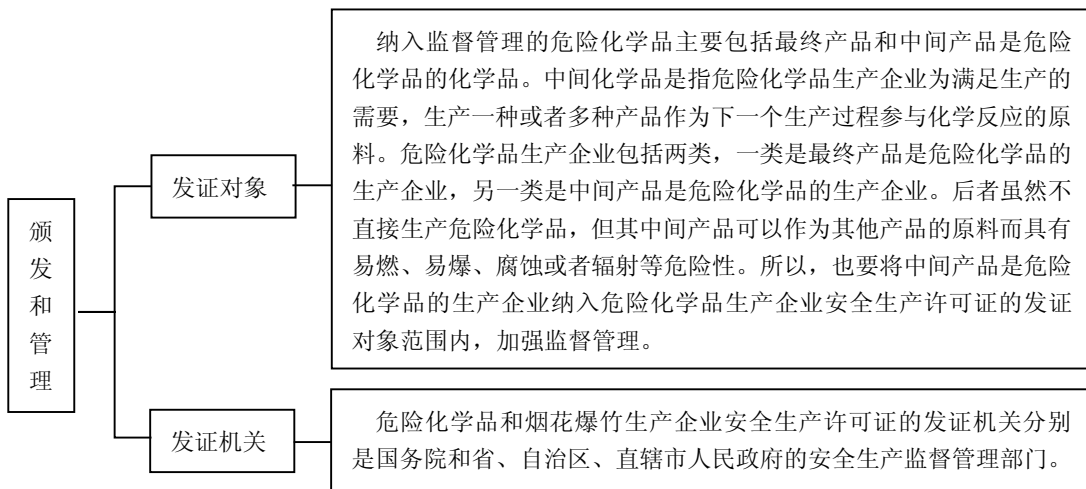 颁发和管理
发证对象
纳入监督管理的危险化学品主要包括最终产品和中间产品是危险
化学品的化学品。中间化学品是指危险化学品生产企业为满足生产的
需要，生产一种或者多种产品作为下一个生产过程参与化学反应的原
料。危险化学品生产企业包括两类，一类是最终产品是危险化学品的
生产企业，另一类是中间产品是危险化学品的生产企业。后者虽然不
直接生产危险化学品，但其中间产品可以作为其他产品的原料而具有
易燃、易爆、腐蚀或者辐射等危险性。所以，也要将中间产品是危险
化学品的生产企业纳入危险化学品生产企业安全生产许可证的发证
对象范围内，加强监督管理。
发证机关
危险化学品和烟花爆竹生产企业安全生产许可证的发证机关分别
是国务院和省、自治区、直辖市人民政府的安全生产监督管理部门。